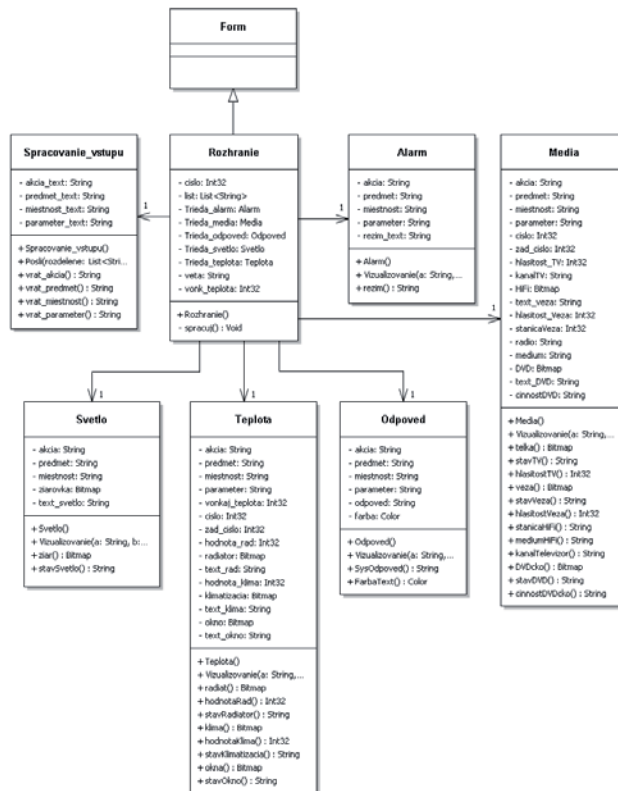 Form
Spracovanie_vstupu
- akcia_text: String
- predmet_text: String
- miestnost_text: String
- parameter_text: String
+ Spracovanie_vstupu()
+ Posli(rozdelene: List<Stri...
+ vrat_akcia() : String
+ vrat_predmet() : String
+ vrat_miestnost() : String
+ vrat_parameter() : String
1
Rozhranie
- cislo: Int32
- list: List<String>
- Trieda_alarm: Alarm
- Trieda_media: Media
- Trieda_odpoved: Odpoved
- Trieda_svetlo: Svetlo
- Trieda_teplota: Teplota
- veta: String
- vonk_teplota: Int32
+ Rozhranie()
- spracuj() : Void
1
Alarm
- akcia: String
- predmet: String
- miestnost: String
- parameter: String
- rezim_text: String
+ Alarm()
+ Vizualizovanie(a: String,...
+ rezim() : String
1
Media
- akcia: String
- predmet: String
- miestnost: String
- parameter: String
- cislo: Int32
- zad_cislo: Int32
- hlasitost_TV: Int32
- kanalTV: String
- HiFi: Bitmap
- text_veza: String
- hlasitost_Veza: Int32
- stanicaVeza: Int32
- radio: String
- medium: String
- DVD: Bitmap
- text_DVD: String
- cinnostDVD: String
+ Media()
+ Vizualizovanie(a: String,...
+ telka() : Bitmap
+ stavTV() : String
+ hlasitostTV() : Int32
+ veza() : Bitmap
+ stavVeza() : String
+ hlasitostVeza() : Int32
+ stanicaHiFi() : String
+ mediumHiFi() : String
+ kanalTelevizor() : String
+ DVDcko() : Bitmap
+ stavDVD() : String
+ cinnostDVDcko() : String
1
Svetlo
- akcia: String
- predmet: String
- miestnost: String
- ziarovka: Bitmap
- text_svetlo: String
+ Svetlo()
+ Vizualizovanie(a: String, b:...
+ ziar() : Bitmap
+ stavSvetlo() : String
1
Teplota
- akcia: String
- predmet: String
- miestnost: String
- parameter: String
- vonkaj_teplota: Int32
- cislo: Int32
- zad_cislo: Int32
- hodnota_rad: Int32
- radiator: Bitmap
- text_rad: String
- hodnota_klima: Int32
- klimatizacia: Bitmap
- text_klima: String
- okno: Bitmap
- text_okno: String
+ Teplota()
+ Vizualizovanie(a: String,...
+ radiat() : Bitmap
+ hodnotaRad() : Int32
+ stavRadiator() : String
+ klima() : Bitmap
+ hodnotaKlima() : Int32
+ stavKlimatizacia() : String
+ okna() : Bitmap
+ stavOkno() : String
1
Odpoved
- akcia: String
- predmet: String
- miestnost: String
- parameter: String
- odpoved: String
- farba: Color
+ Odpoved()
+ Vizualizovanie(a: String,...
+ SysOdpoved() : String
+ FarbaText() : Color